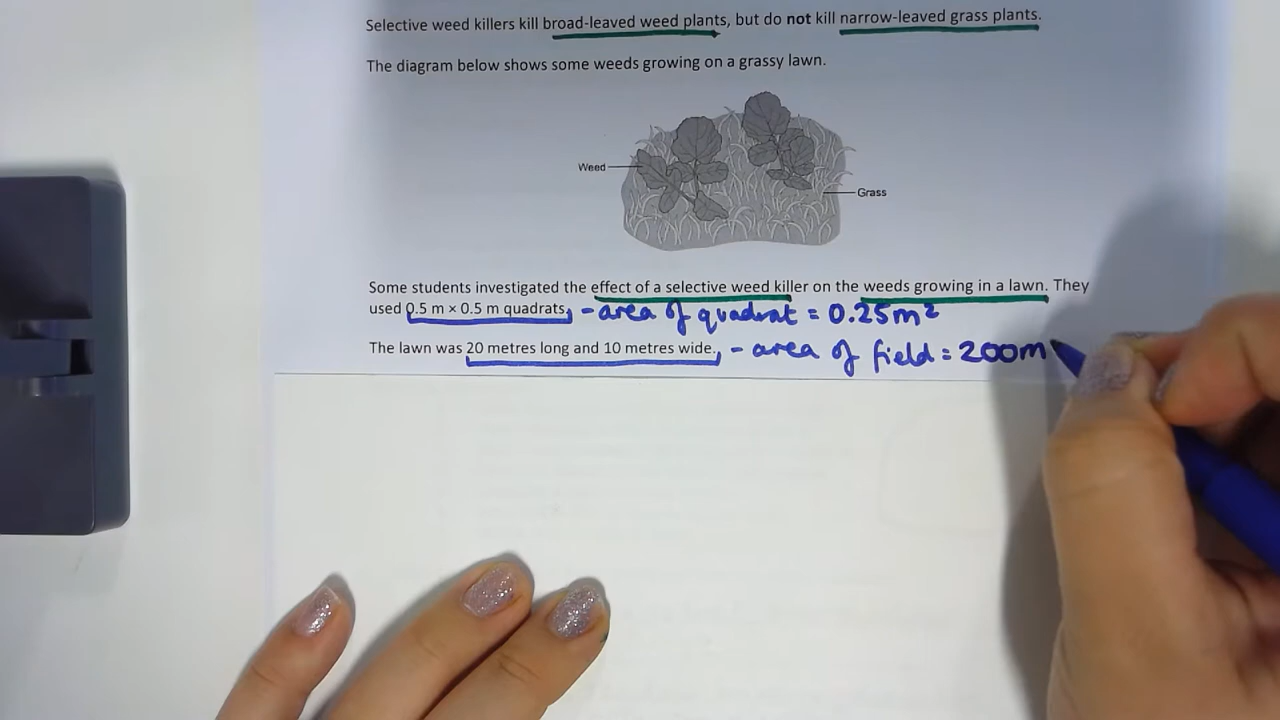 Selective weed killers kill broad-leaved weed plants, but do not kill narrow-leaved grass plants.
The diagram below shows some weeds growing on a grassy lawn.
Weed
Grass
Some students investigated the effect of a selective weed killer on the weeds growing in a lawn. They
used 0.5 m × 0.5 m quadrats. - area of quadrat = 0.25m²
The lawn was 20 metres long and 10 metres wide. - area of field = 200m